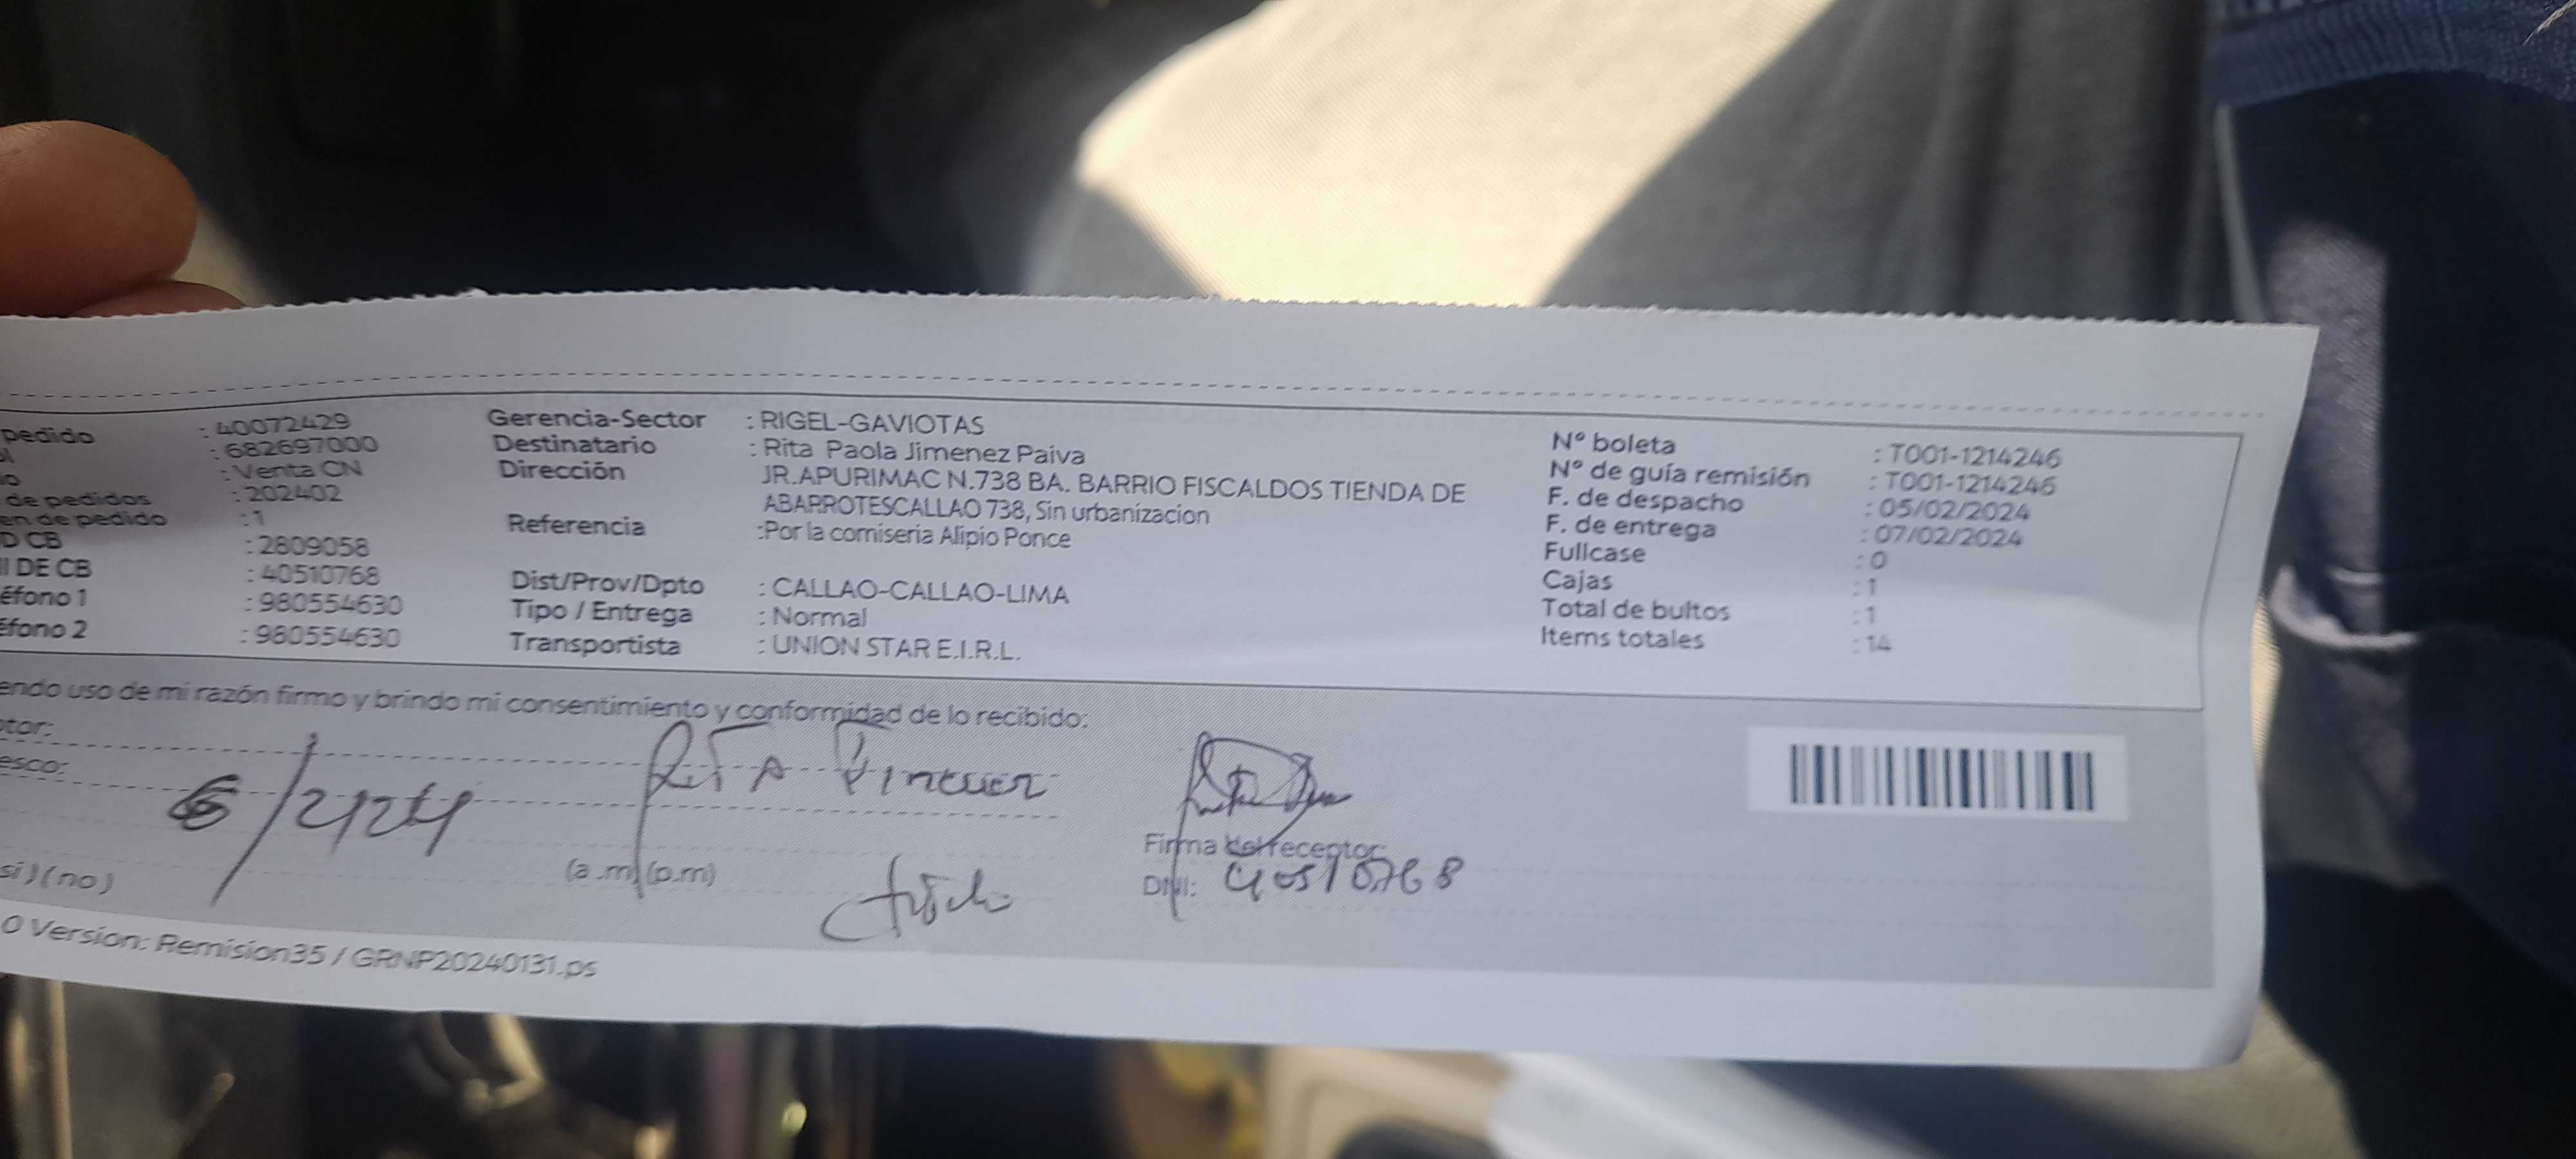 pedido : 40072429
: 682697000
: Venta CN
de pedidos : 202402
en de pedido : 1
D CB : 2809058
II DE CB : 40510768
éfono 1 : 980554630
éfono 2 : 980554630
Gerencia-Sector : RIGEL-GAVIOTAS
Destinatario : Rita Paola Jimenez Paiva
Dirección JR.APURIMAC N.738 BA. BARRIO FISCALDOS TIENDA DE
ABARROTESCALLAO 738, Sin urbanizacion
Referencia :Por la comiseria Alipio Ponce
Dist/Prov/Dpto : CALLAO-CALLAO-LIMA
Tipo / Entrega : Normal
Transportista : UNION STAR E.I.R.L.
Nº boleta : T001-1214246
Nº de guía remisión : T001-1214246
F. de despacho : 05/02/2024
F. de entrega : 07/02/2024
Fullcase : 0
Cajas : 1
Total de bultos : 1
Items totales : 14
endo uso de mi razón firmo y brindo mi consentimiento y conformidad de lo recibido:
ptor: RITA
esco: 6/2/24
Firma del receptor:
si ) ( no ) (a .m) (p.m) DNI: 40510768
0 Version: Remision35 / GRNP20240131.ps